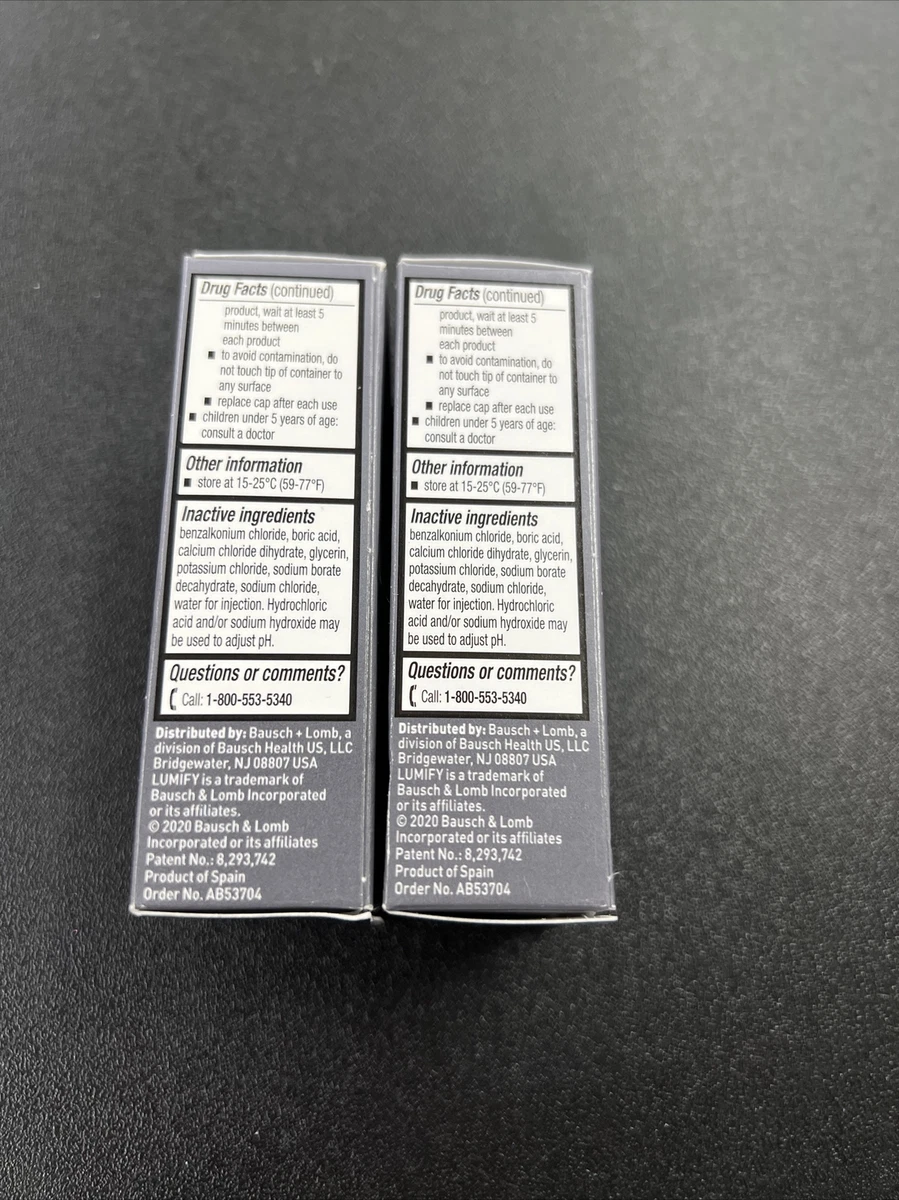 Drug Facts (continued)
product, wait at least 5
minutes between
each product
■ to avoid contamination, do
not touch tip of container to
any surface
■ replace cap after each use
■ children under 5 years of age:
consult a doctor
Other information
■ store at 15-25°C (59-77°F)
Inactive ingredients
benzalkonium chloride, boric acid,
calcium chloride dihydrate, glycerin,
potassium chloride, sodium borate
decahydrate, sodium chloride,
water for injection. Hydrochloric
acid and/or sodium hydroxide may
be used to adjust pH.
Questions or comments?
Call: 1-800-553-5340
Distributed by: Bausch + Lomb, a
division of Bausch Health US, LLC
Bridgewater, NJ 08807 USA
LUMIFY is a trademark of
Bausch & Lomb Incorporated
or its affiliates.
© 2020 Bausch & Lomb
Incorporated or its affiliates
Patent No.: 8,293,742
Product of Spain
Order No. AB53704
Drug Facts (continued)
product, wait at least 5
minutes between
each product
■ to avoid contamination, do
not touch tip of container to
any surface
■ replace cap after each use
■ children under 5 years of age:
consult a doctor
Other information
■ store at 15-25°C (59-77°F)
Inactive ingredients
benzalkonium chloride, boric acid,
calcium chloride dihydrate, glycerin,
potassium chloride, sodium borate
decahydrate, sodium chloride,
water for injection. Hydrochloric
acid and/or sodium hydroxide may
be used to adjust pH.
Questions or comments?
Call: 1-800-553-5340
Distributed by: Bausch + Lomb, a
division of Bausch Health US, LLC
Bridgewater, NJ 08807 USA
LUMIFY is a trademark of
Bausch & Lomb Incorporated
or its affiliates.
© 2020 Bausch & Lomb
Incorporated or its affiliates
Patent No.: 8,293,742
Product of Spain
Order No. AB53704